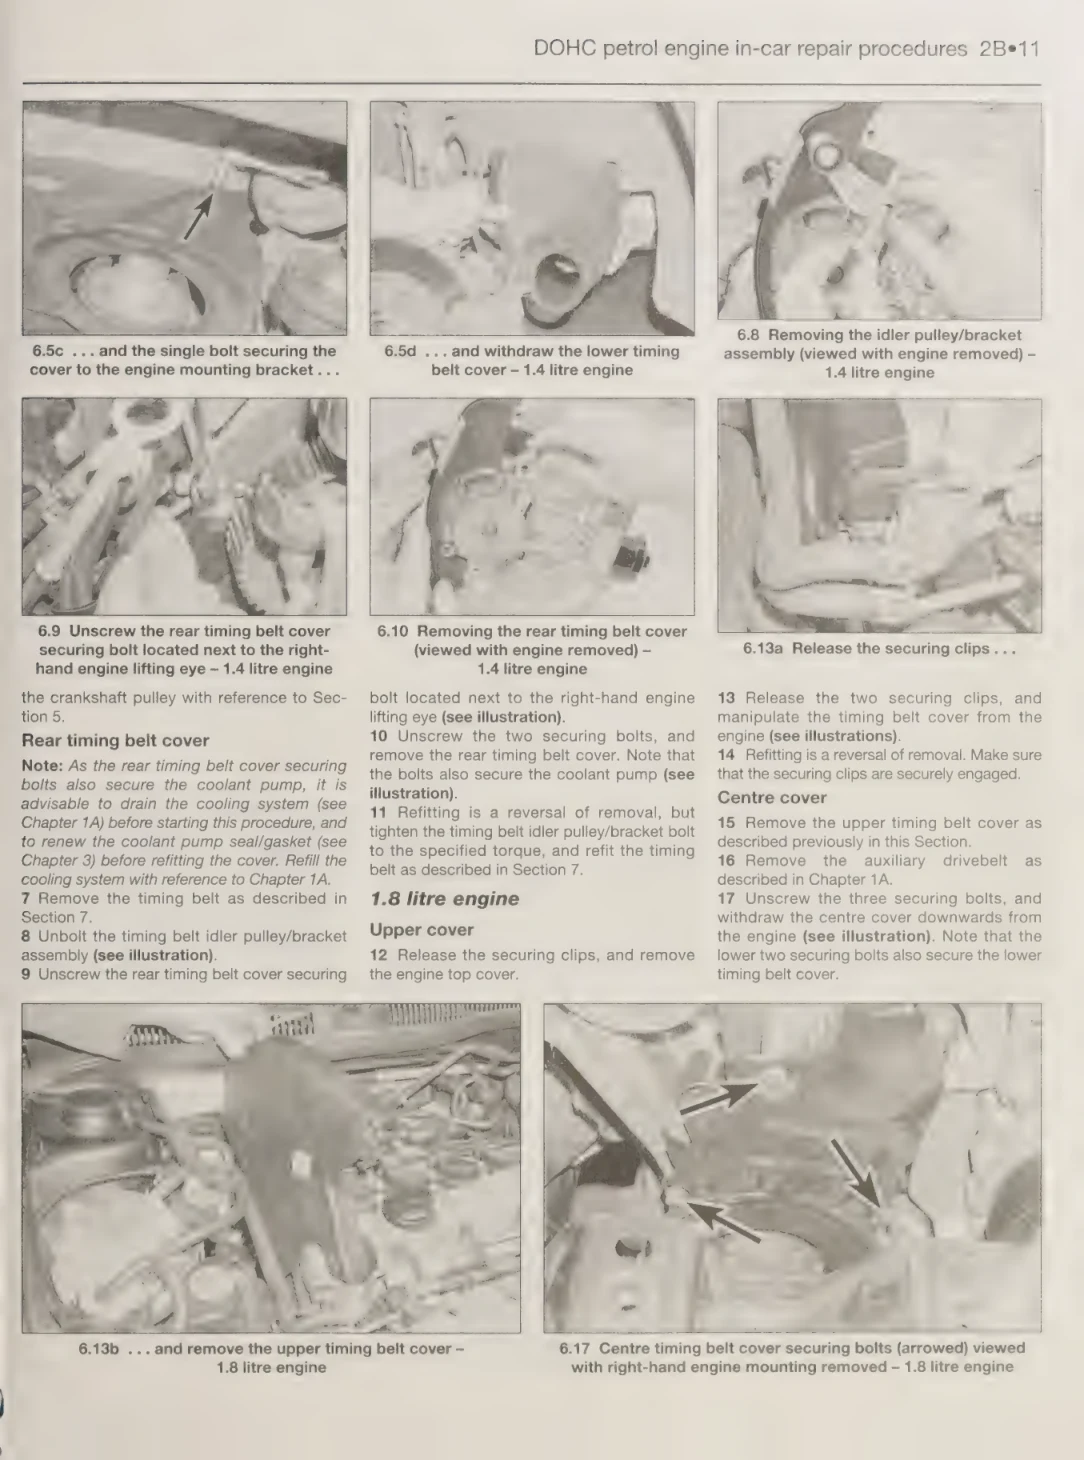 DOHC petrol engine in-car repair procedures 2B•11
6.5c ... and the single bolt securing the
cover to the engine mounting bracket ...
6.5d ... and withdraw the lower timing
belt cover – 1.4 litre engine
6.8 Removing the idler pulley/bracket
assembly (viewed with engine removed) –
1.4 litre engine
6.9 Unscrew the rear timing belt cover
securing bolt located next to the right-
hand engine lifting eye – 1.4 litre engine
6.10 Removing the rear timing belt cover
(viewed with engine removed) –
1.4 litre engine
6.13a Release the securing clips ...
the crankshaft pulley with reference to Sec-
tion 5.
Rear timing belt cover
Note: As the rear timing belt cover securing
bolts also secure the coolant pump, it is
advisable to drain the cooling system (see
Chapter 1A) before starting this procedure, and
to renew the coolant pump seal/gasket (see
Chapter 3) before refitting the cover. Refill the
cooling system with reference to Chapter 1A.
7 Remove the timing belt as described in
Section 7.
8 Unbolt the timing belt idler pulley/bracket
assembly (see illustration).
9 Unscrew the rear timing belt cover securing
bolt located next to the right-hand engine
lifting eye (see illustration).
10 Unscrew the two securing bolts, and
remove the rear timing belt cover. Note that
the bolts also secure the coolant pump (see
illustration).
11 Refitting is a reversal of removal, but
tighten the timing belt idler pulley/bracket bolt
to the specified torque, and refit the timing
belt as described in Section 7.
1.8 litre engine
Upper cover
12 Release the securing clips, and remove
the engine top cover.
13 Release the two securing clips, and
manipulate the timing belt cover from the
engine (see illustrations).
14 Refitting is a reversal of removal. Make sure
that the securing clips are securely engaged.
Centre cover
15 Remove the upper timing belt cover as
described previously in this Section.
16 Remove the auxiliary drivebelt as
described in Chapter 1A.
17 Unscrew the three securing bolts, and
withdraw the centre cover downwards from
the engine (see illustration). Note that the
lower two securing bolts also secure the lower
timing belt cover.
6.13b ... and remove the upper timing belt cover –
1.8 litre engine
6.17 Centre timing belt cover securing bolts (arrowed) viewed
with right-hand engine mounting removed – 1.8 litre engine